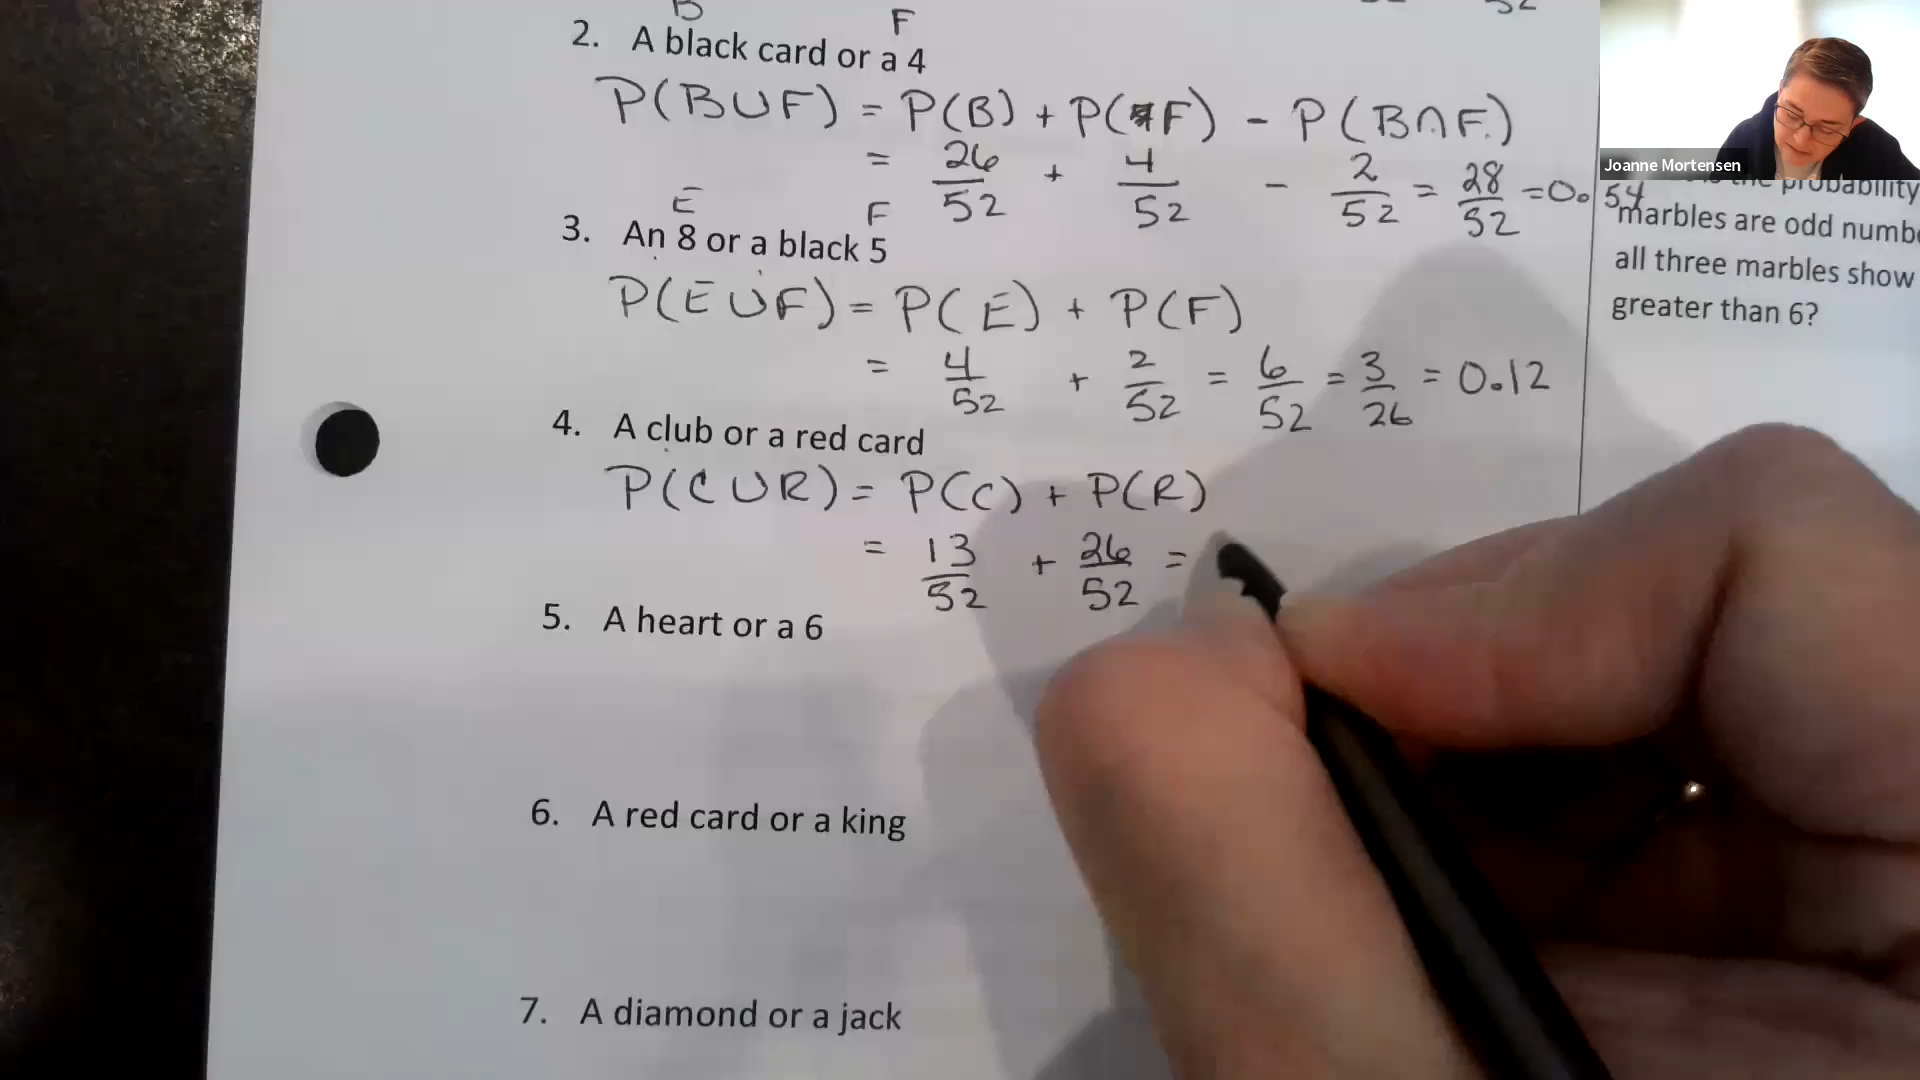 B F
2. A black card or a 4
P(B∪F) = P(B) + P(F) - P(B∩F)
= 26/52 + 4/52 - 2/52 = 28/52 = 0.54
E F
3. An 8 or a black 5
P(E∪F) = P(E) + P(F)
= 4/52 + 2/52 = 6/52 = 3/26 = 0.12
4. A club or a red card
P(C∪R) = P(C) + P(R)
= 13/52 + 26/52 =
5. A heart or a 6
6. A red card or a king
7. A diamond or a jack
Joanne Mortensen
the probability
marbles are odd
all three marbles show
greater than 6?